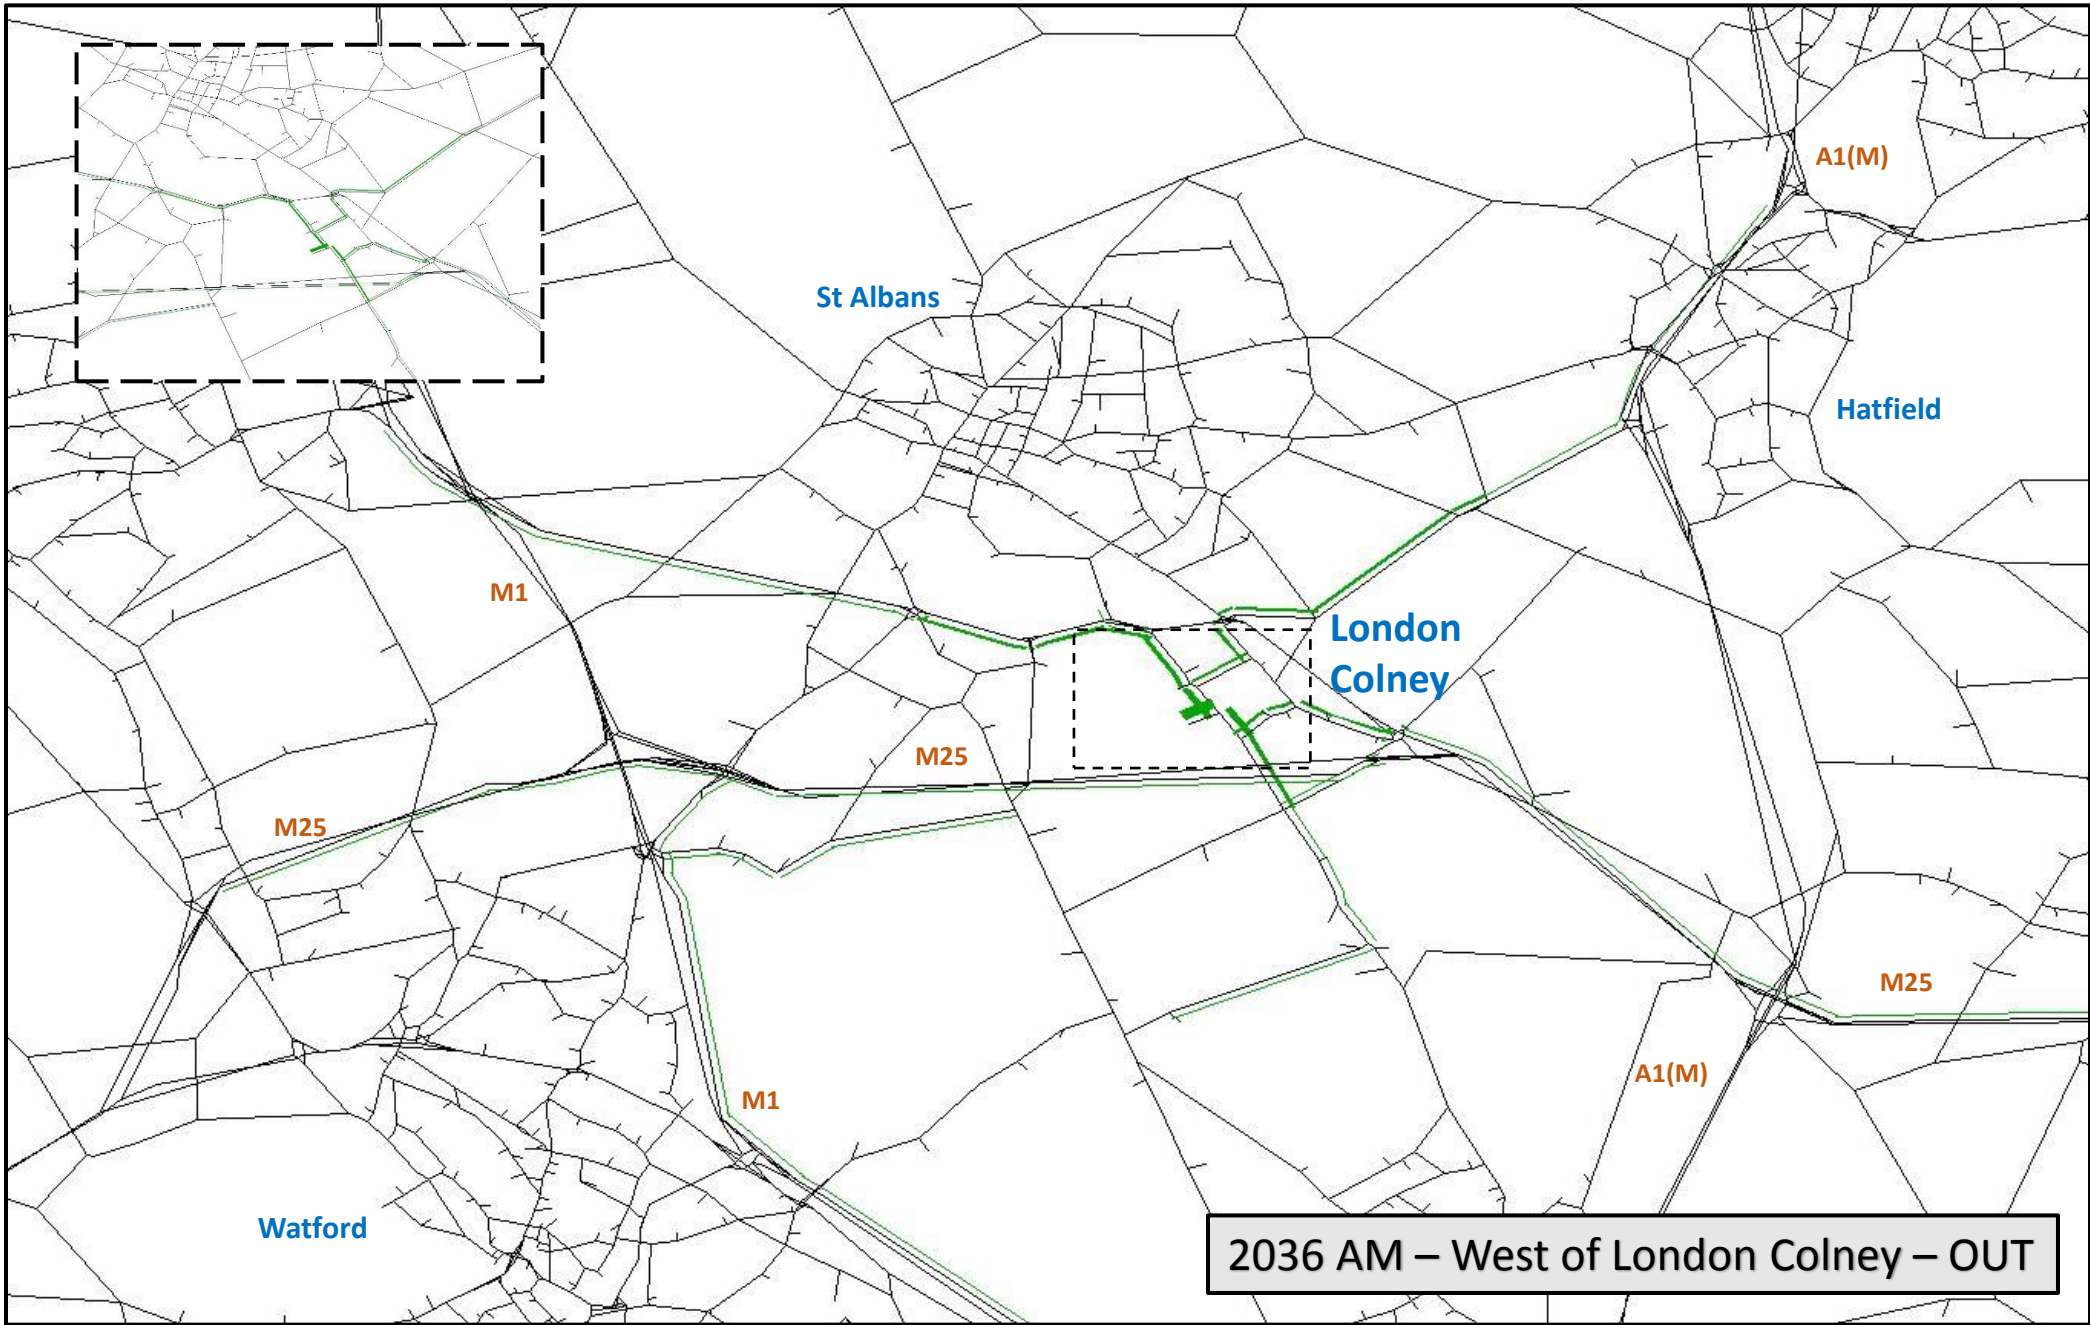 A1(M)
St Albans
Hatfield
M1
London
Colney
M25
M25
M25
A1(M)
M1
Watford
2036 AM – West of London Colney – OUT